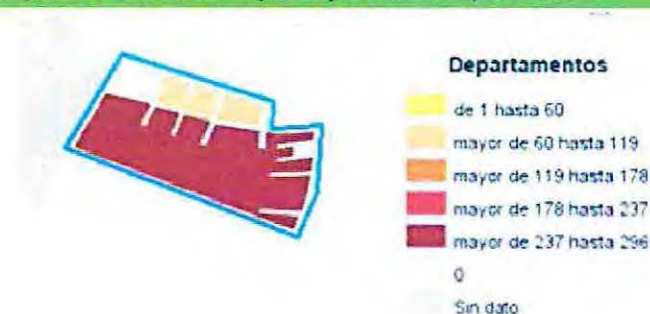 Departamentos
de 1 hasta 60
mayor de 60 hasta 119
mayor de 119 hasta 178
mayor de 178 hasta 237
mayor de 237 hasta 296
0
Sin dato